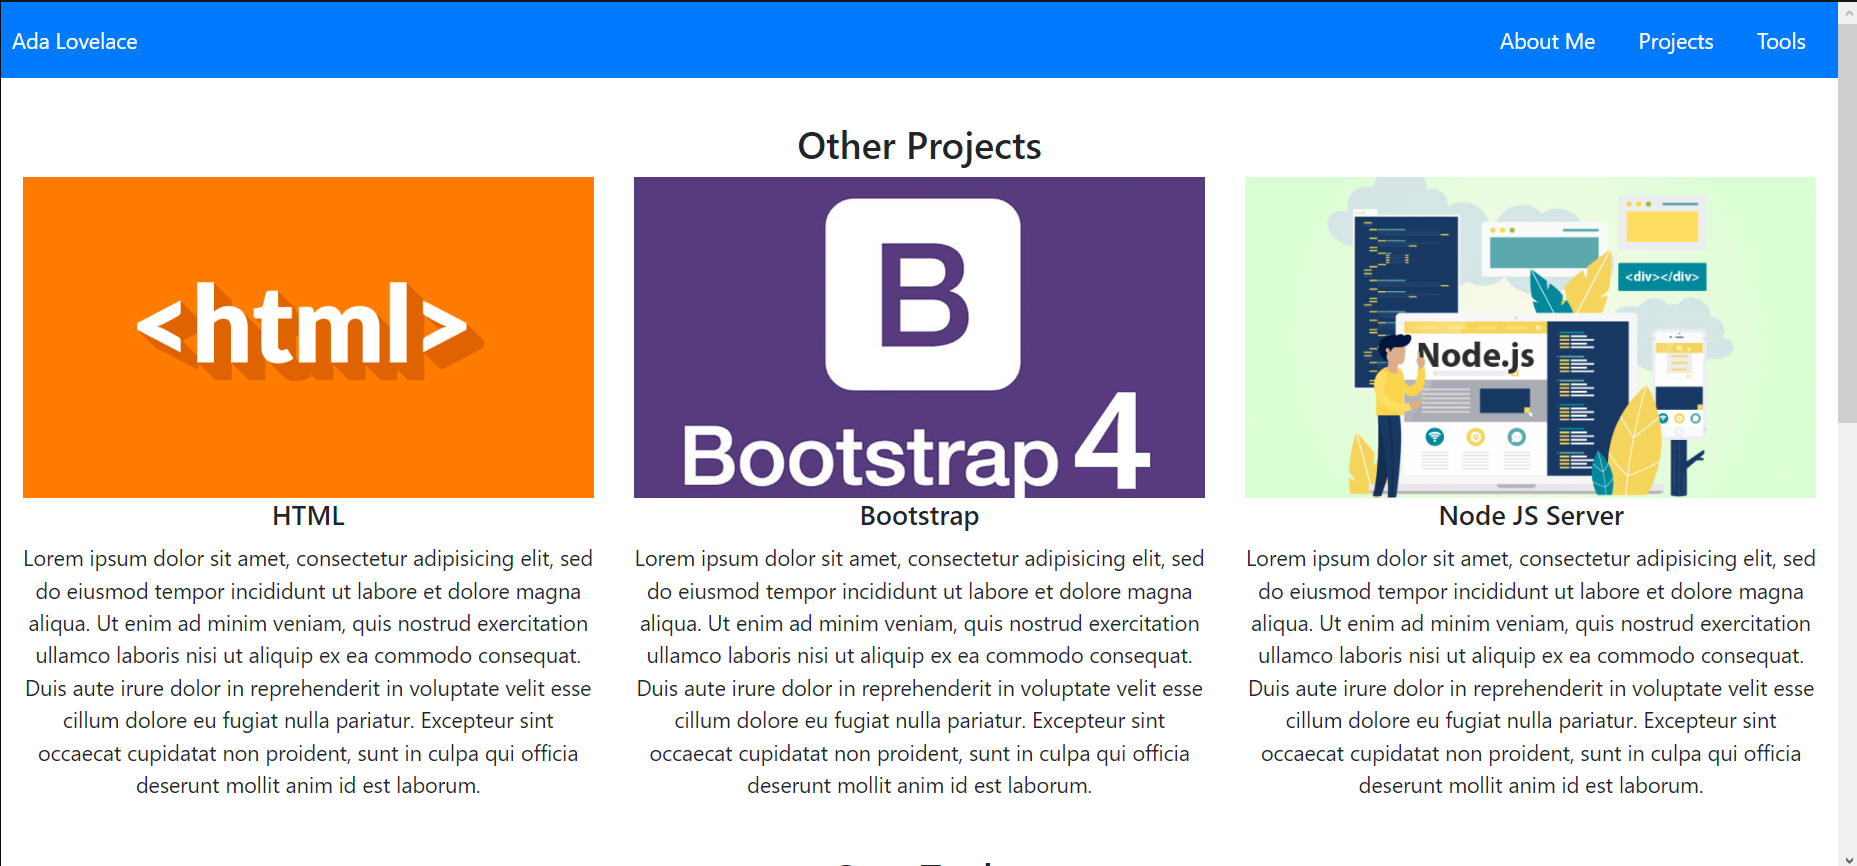 Ada Lovelace
About Me
Projects
Tools
Other Projects
<html>
B
Bootstrap 4
<div></div>
Node.js
HTML
Lorem ipsum dolor sit amet, consectetur adipisicing elit, sed
do eiusmod tempor incididunt ut labore et dolore magna
aliqua. Ut enim ad minim veniam, quis nostrud exercitation
ullamco laboris nisi ut aliquip ex ea commodo consequat.
Duis aute irure dolor in reprehenderit in voluptate velit esse
cillum dolore eu fugiat nulla pariatur. Excepteur sint
occaecat cupidatat non proident, sunt in culpa qui officia
deserunt mollit anim id est laborum.
Bootstrap
Lorem ipsum dolor sit amet, consectetur adipisicing elit, sed
do eiusmod tempor incididunt ut labore et dolore magna
aliqua. Ut enim ad minim veniam, quis nostrud exercitation
ullamco laboris nisi ut aliquip ex ea commodo consequat.
Duis aute irure dolor in reprehenderit in voluptate velit esse
cillum dolore eu fugiat nulla pariatur. Excepteur sint
occaecat cupidatat non proident, sunt in culpa qui officia
deserunt mollit anim id est laborum.
Node JS Server
Lorem ipsum dolor sit amet, consectetur adipisicing elit, sed
do eiusmod tempor incididunt ut labore et dolore magna
aliqua. Ut enim ad minim veniam, quis nostrud exercitation
ullamco laboris nisi ut aliquip ex ea commodo consequat.
Duis aute irure dolor in reprehenderit in voluptate velit esse
cillum dolore eu fugiat nulla pariatur. Excepteur sint
occaecat cupidatat non proident, sunt in culpa qui officia
deserunt mollit anim id est laborum.